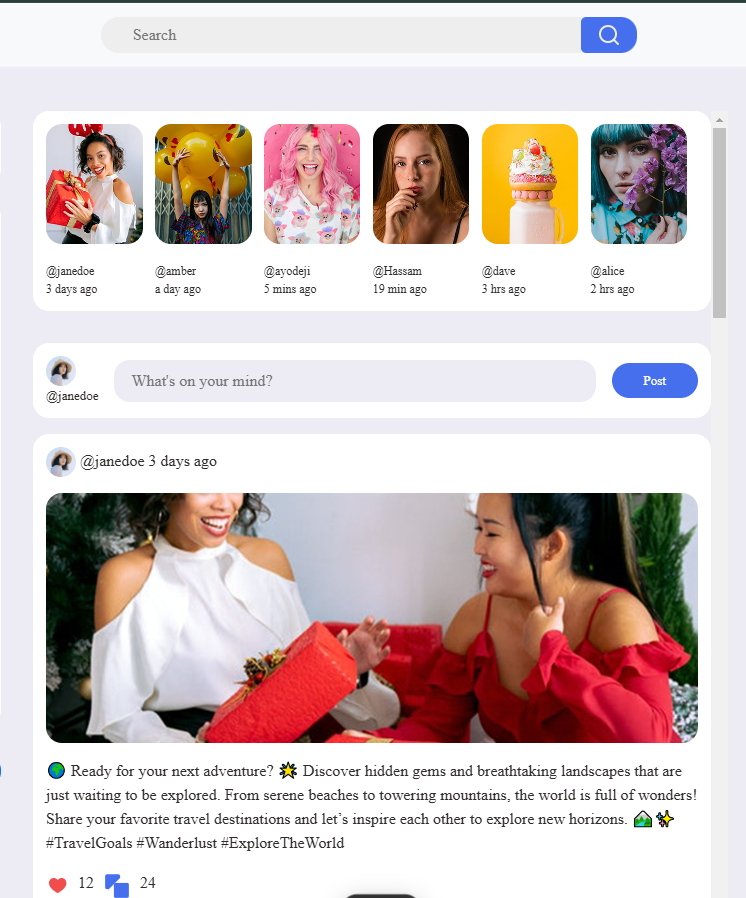 Search
@janedoe @amber @ayodeji @Hassam @dave @alice
3 days ago a day ago 5 mins ago 19 min ago 3 hrs ago 2 hrs ago
What's on your mind? Post
@janedoe
@janedoe 3 days ago
🌍 Ready for your next adventure? 🌟 Discover hidden gems and breathtaking landscapes that are
just waiting to be explored. From serene beaches to towering mountains, the world is full of wonders!
Share your favorite travel destinations and let’s inspire each other to explore new horizons. 🏞️✨
#TravelGoals #Wanderlust #ExploreTheWorld
12 24